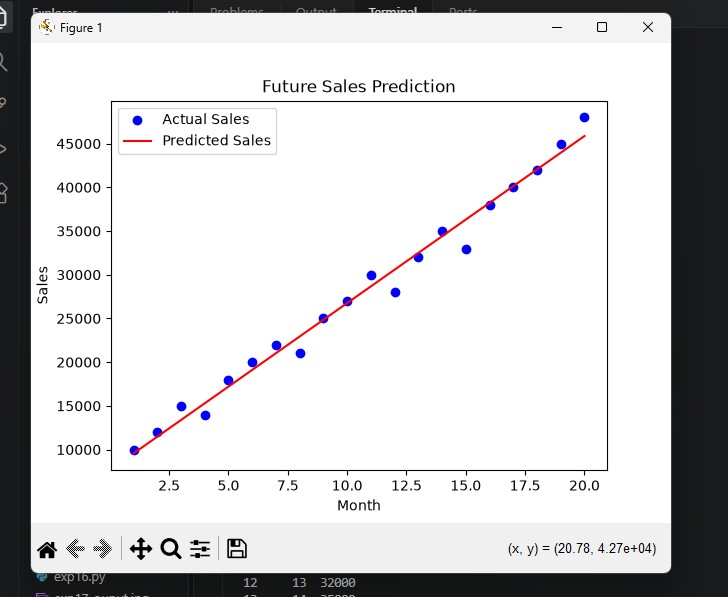 Explorer ... Problems Output Terminal Ports
Figure 1
Future Sales Prediction
Actual Sales
Predicted Sales
45000
40000
35000
30000
25000
20000
15000
10000
Sales
2.5 5.0 7.5 10.0 12.5 15.0 17.5 20.0
Month
(x, y) = (20.78, 4.27e+04)
exp16.py
12 13 32000